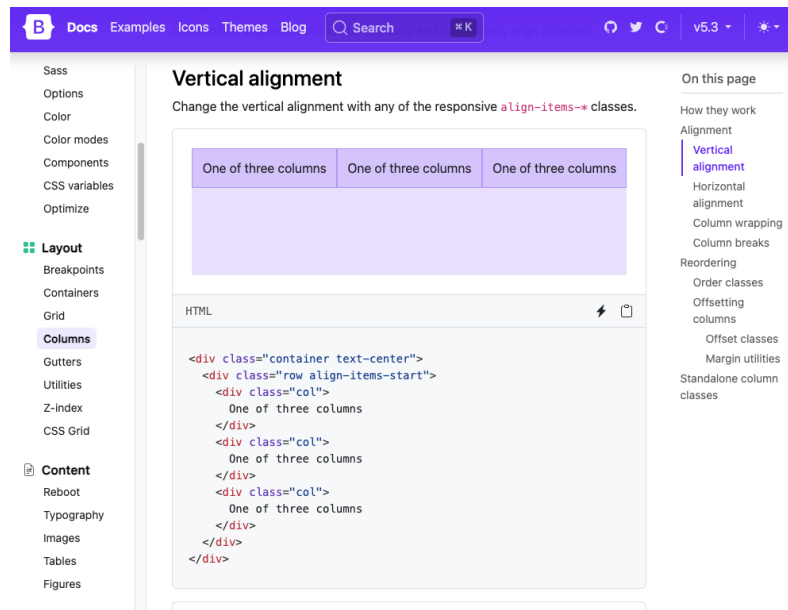 B Docs Examples Icons Themes Blog Search ⌘ K v5.3
Sass
Options
Color
Color modes
Components
CSS variables
Optimize
Layout
Breakpoints
Containers
Grid
Columns
Gutters
Utilities
Z-index
CSS Grid
Content
Reboot
Typography
Images
Tables
Figures
Vertical alignment
Change the vertical alignment with any of the responsive align-items-* classes.
One of three columns One of three columns One of three columns
HTML
<div class="container text-center">
  <div class="row align-items-start">
    <div class="col">
      One of three columns
    </div>
    <div class="col">
      One of three columns
    </div>
    <div class="col">
      One of three columns
    </div>
  </div>
</div>
On this page
How they work
Alignment
Vertical
alignment
Horizontal
alignment
Column wrapping
Column breaks
Reordering
Order classes
Offsetting
columns
Offset classes
Margin utilities
Standalone column
classes